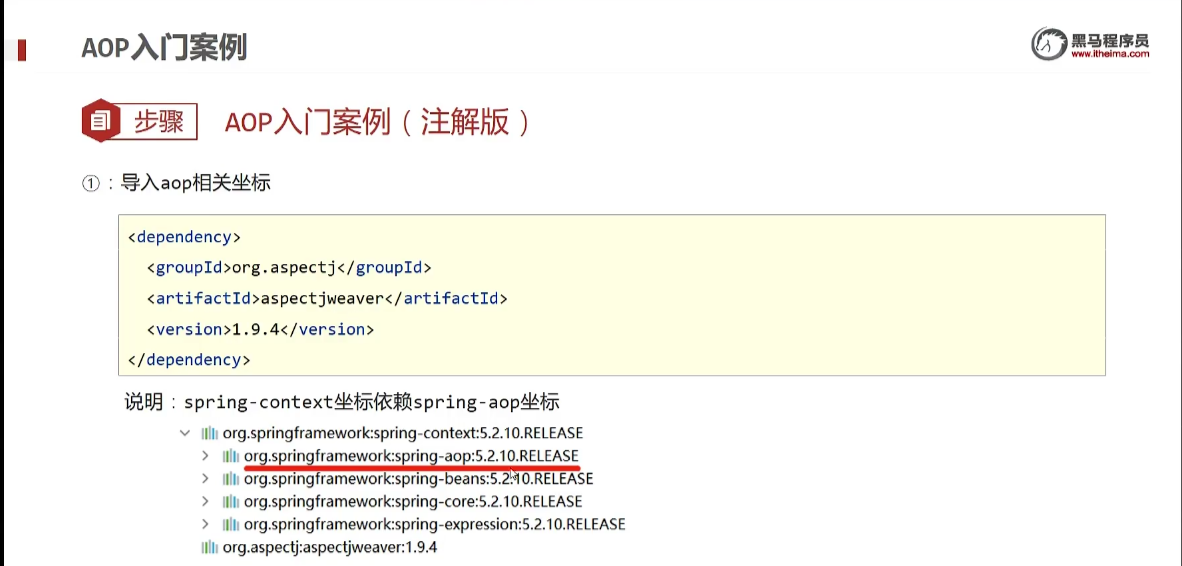 AOP入门案例
黑马程序员
www.itheima.com
步骤
AOP入门案例（注解版）
①：导入aop相关坐标
<dependency>
<groupId>org.aspectj</groupId>
<artifactId>aspectjweaver</artifactId>
<version>1.9.4</version>
</dependency>
说明：spring-context坐标依赖spring-aop坐标
org.springframework:spring-context:5.2.10.RELEASE
org.springframework:spring-aop:5.2.10.RELEASE
org.springframework:spring-beans:5.2.10.RELEASE
org.springframework:spring-core:5.2.10.RELEASE
org.springframework:spring-expression:5.2.10.RELEASE
org.aspectj:aspectjweaver:1.9.4